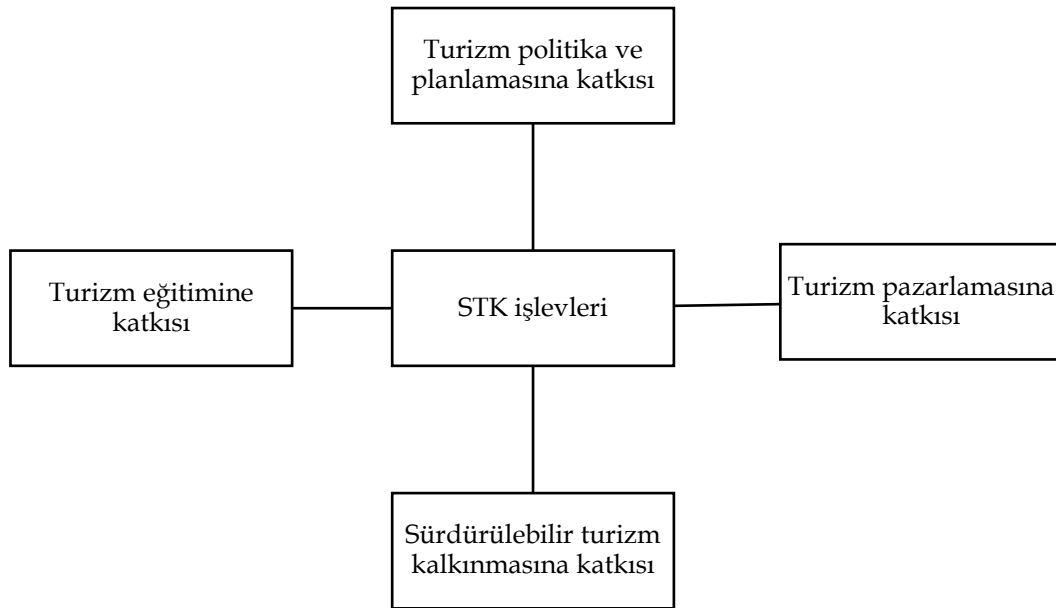 Turizm politika ve
planlamasına katkısı
Turizm eğitimine
katkısı
STK işlevleri
Turizm pazarlamasına
katkısı
Sürdürülebilir turizm
kalkınmasına katkısı